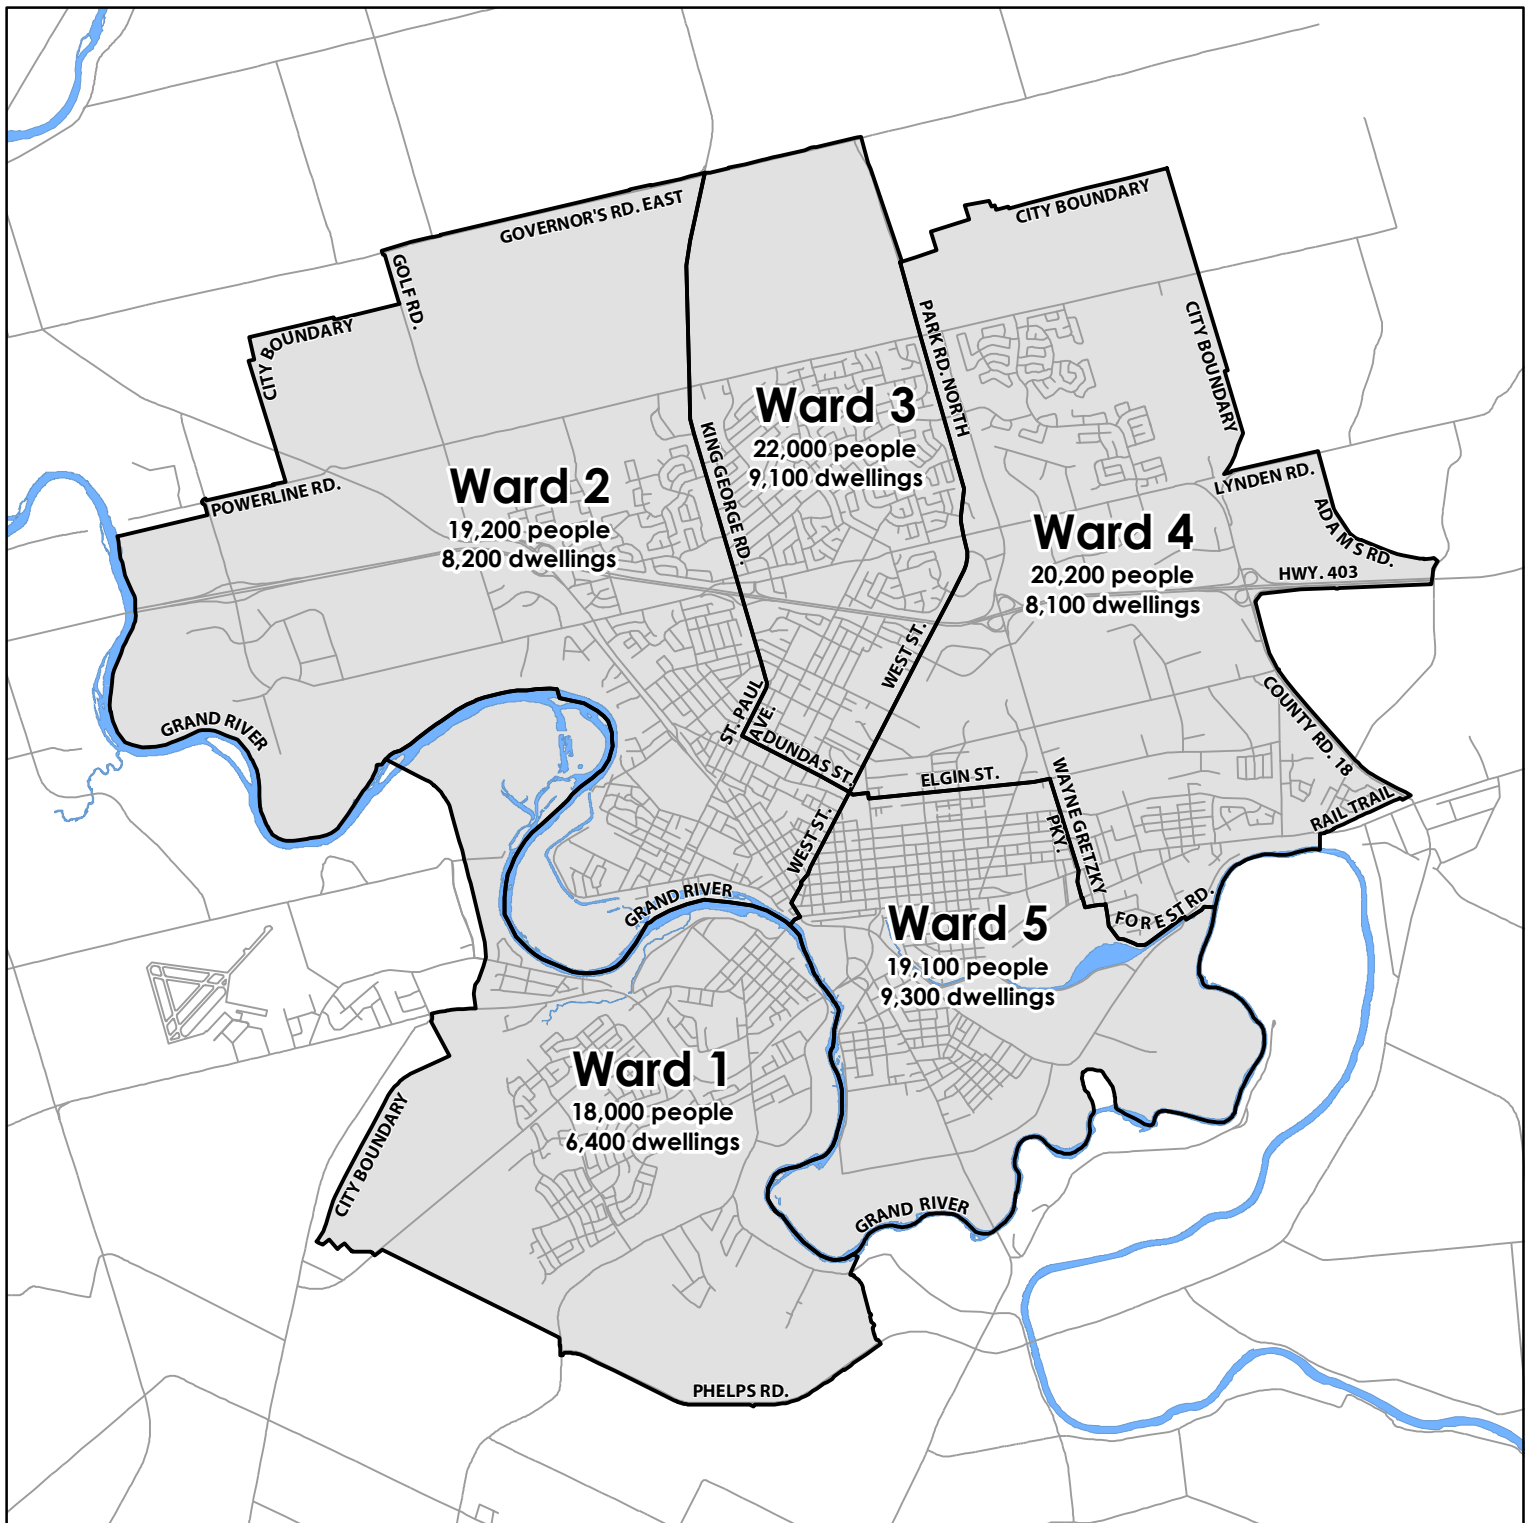 CITY BOUNDARY
GOVERNOR'S RD. EAST
GOLF RD.
CITY BOUNDARY
CITY BOUNDARY
PARK RD. NORTH
CITY BOUNDARY
Ward 3
22,000 people
9,100 dwellings
KING GEORGE RD.
Ward 2
19,200 people
8,200 dwellings
POWERLINE RD.
LYNDEN RD.
ADAMS RD.
Ward 4
20,200 people
8,100 dwellings
HWY. 403
WEST ST.
ST. PAUL
AVE.
GRAND RIVER
COUNTY RD. 18
DUNDAS ST.
ELGIN ST.
WAYNE GRETZKY
PKY.
RAIL TRAIL
WEST ST.
GRAND RIVER
FOREST RD.
Ward 5
19,100 people
9,300 dwellings
Ward 1
18,000 people
6,400 dwellings
CITY BOUNDARY
GRAND RIVER
PHELPS RD.